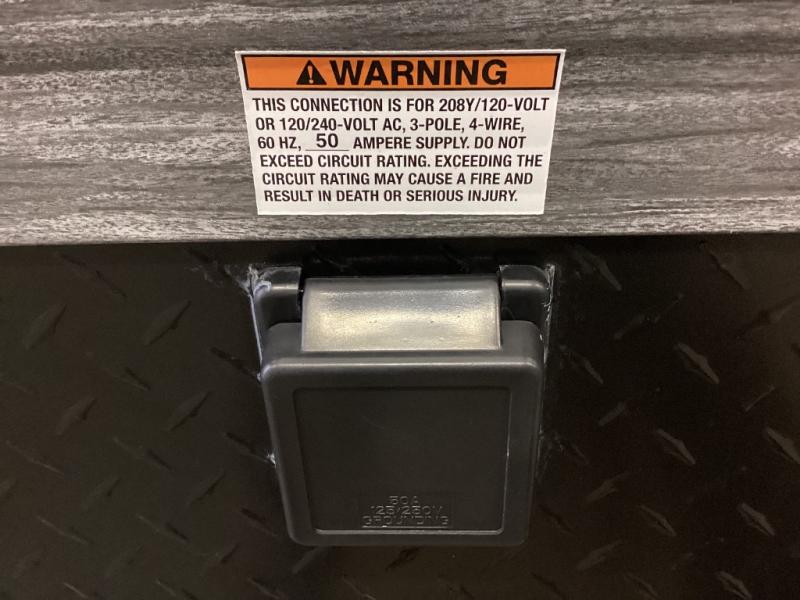 WARNING
THIS CONNECTION IS FOR 208Y/120-VOLT
OR 120/240-VOLT AC, 3-POLE, 4-WIRE,
60 HZ, 50 AMPERE SUPPLY. DO NOT
EXCEED CIRCUIT RATING. EXCEEDING THE
CIRCUIT RATING MAY CAUSE A FIRE AND
RESULT IN DEATH OR SERIOUS INJURY.
50A
125/250V
GROUNDING